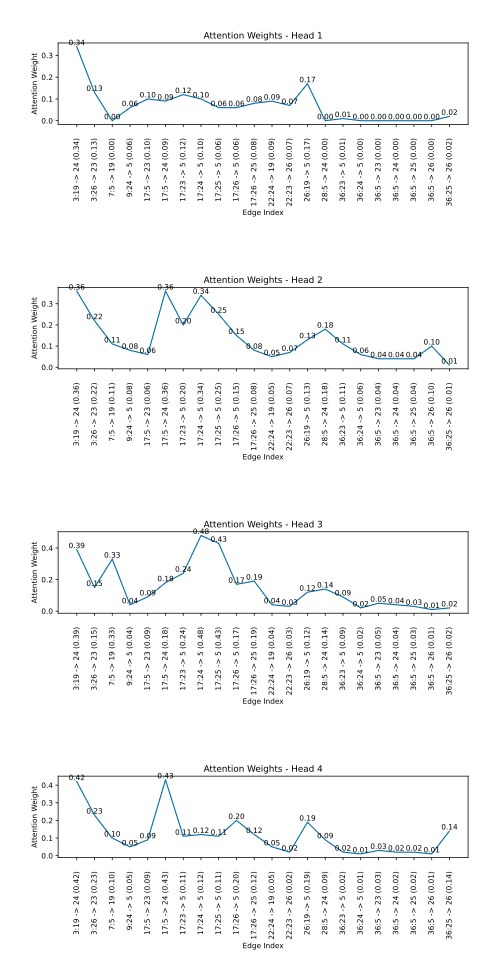 Attention Weights - Head 1
Attention Weight
0.3
0.2
0.1
0.0
0.34 0.13 0.00 0.06 0.10 0.09 0.12 0.10 0.06 0.06 0.08 0.09 0.07 0.17 0.00 0.01 0.00 0.00 0.00 0.00 0.00 0.02
3:19 -> 24 (0.34)
3:26 -> 23 (0.13)
7:5 -> 19 (0.00)
9:24 -> 5 (0.06)
17:5 -> 23 (0.10)
17:5 -> 24 (0.09)
17:23 -> 5 (0.12)
17:24 -> 5 (0.10)
17:25 -> 5 (0.06)
17:26 -> 5 (0.06)
17:26 -> 25 (0.08)
22:24 -> 19 (0.09)
22:23 -> 26 (0.07)
26:19 -> 5 (0.17)
28:5 -> 24 (0.00)
36:23 -> 5 (0.01)
36:24 -> 5 (0.00)
36:5 -> 23 (0.00)
36:5 -> 24 (0.00)
36:5 -> 25 (0.00)
36:5 -> 26 (0.00)
36:25 -> 26 (0.02)
Edge Index
Attention Weights - Head 2
Attention Weight
0.3
0.2
0.1
0.0
0.36 0.22 0.11 0.08 0.06 0.36 0.20 0.34 0.25 0.15 0.08 0.05 0.07 0.13 0.18 0.11 0.06 0.04 0.04 0.04 0.10 0.01
3:19 -> 24 (0.36)
3:26 -> 23 (0.22)
7:5 -> 19 (0.11)
9:24 -> 5 (0.08)
17:5 -> 23 (0.06)
17:5 -> 24 (0.36)
17:23 -> 5 (0.20)
17:24 -> 5 (0.34)
17:25 -> 5 (0.25)
17:26 -> 5 (0.15)
17:26 -> 25 (0.08)
22:24 -> 19 (0.05)
22:23 -> 26 (0.07)
26:19 -> 5 (0.13)
28:5 -> 24 (0.18)
36:23 -> 5 (0.11)
36:24 -> 5 (0.06)
36:5 -> 23 (0.04)
36:5 -> 24 (0.04)
36:5 -> 25 (0.04)
36:5 -> 26 (0.10)
36:25 -> 26 (0.01)
Edge Index
Attention Weights - Head 3
Attention Weight
0.4
0.2
0.0
0.39 0.15 0.33 0.04 0.09 0.18 0.24 0.48 0.43 0.17 0.19 0.04 0.03 0.12 0.14 0.09 0.02 0.05 0.04 0.03 0.01 0.02
3:19 -> 24 (0.39)
3:26 -> 23 (0.15)
7:5 -> 19 (0.33)
9:24 -> 5 (0.04)
17:5 -> 23 (0.09)
17:5 -> 24 (0.18)
17:23 -> 5 (0.24)
17:24 -> 5 (0.48)
17:25 -> 5 (0.43)
17:26 -> 5 (0.17)
17:26 -> 25 (0.19)
22:24 -> 19 (0.04)
22:23 -> 26 (0.03)
26:19 -> 5 (0.12)
28:5 -> 24 (0.14)
36:23 -> 5 (0.09)
36:24 -> 5 (0.02)
36:5 -> 23 (0.05)
36:5 -> 24 (0.04)
36:5 -> 25 (0.03)
36:5 -> 26 (0.01)
36:25 -> 26 (0.02)
Edge Index
Attention Weights - Head 4
Attention Weight
0.4
0.3
0.2
0.1
0.0
0.42 0.23 0.10 0.05 0.09 0.43 0.11 0.12 0.11 0.20 0.12 0.05 0.02 0.19 0.09 0.02 0.01 0.03 0.02 0.02 0.01 0.14
3:19 -> 24 (0.42)
3:26 -> 23 (0.23)
7:5 -> 19 (0.10)
9:24 -> 5 (0.05)
17:5 -> 23 (0.09)
17:5 -> 24 (0.43)
17:23 -> 5 (0.11)
17:24 -> 5 (0.12)
17:25 -> 5 (0.11)
17:26 -> 5 (0.20)
17:26 -> 25 (0.12)
22:24 -> 19 (0.05)
22:23 -> 26 (0.02)
26:19 -> 5 (0.19)
28:5 -> 24 (0.09)
36:23 -> 5 (0.02)
36:24 -> 5 (0.01)
36:5 -> 23 (0.03)
36:5 -> 24 (0.02)
36:5 -> 25 (0.02)
36:5 -> 26 (0.01)
36:25 -> 26 (0.14)
Edge Index